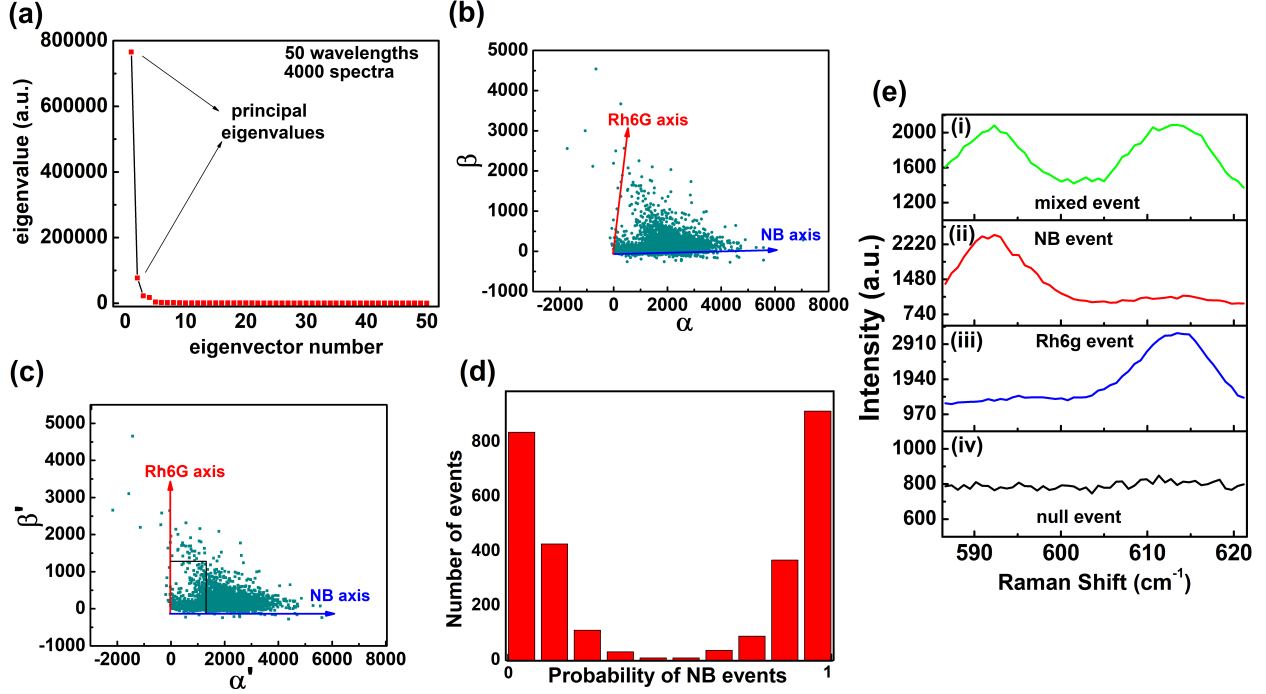 (a)
800000
600000
400000
200000
0
eigenvalue (a.u.)
50 wavelengths
4000 spectra
principal
eigenvalues
0 10 20 30 40 50
eigenvector number
(b)
5000
4000
3000
2000
1000
0
-1000
β
Rh6G axis
NB axis
-2000 0 2000 4000 6000 8000
α
(c)
5000
4000
3000
2000
1000
0
-1000
β'
Rh6G axis
NB axis
-2000 0 2000 4000 6000 8000
α'
(d)
800
600
400
200
0
Number of events
0 1
Probability of NB events
(e)
Intensity (a.u.)
(i)
2000
1600
1200
mixed event
(ii)
2220
1480
740
NB event
(iii)
2910
1940
970
Rh6g event
(iv)
1000
800
600
null event
590 600 610 620
Raman Shift (cm⁻¹)